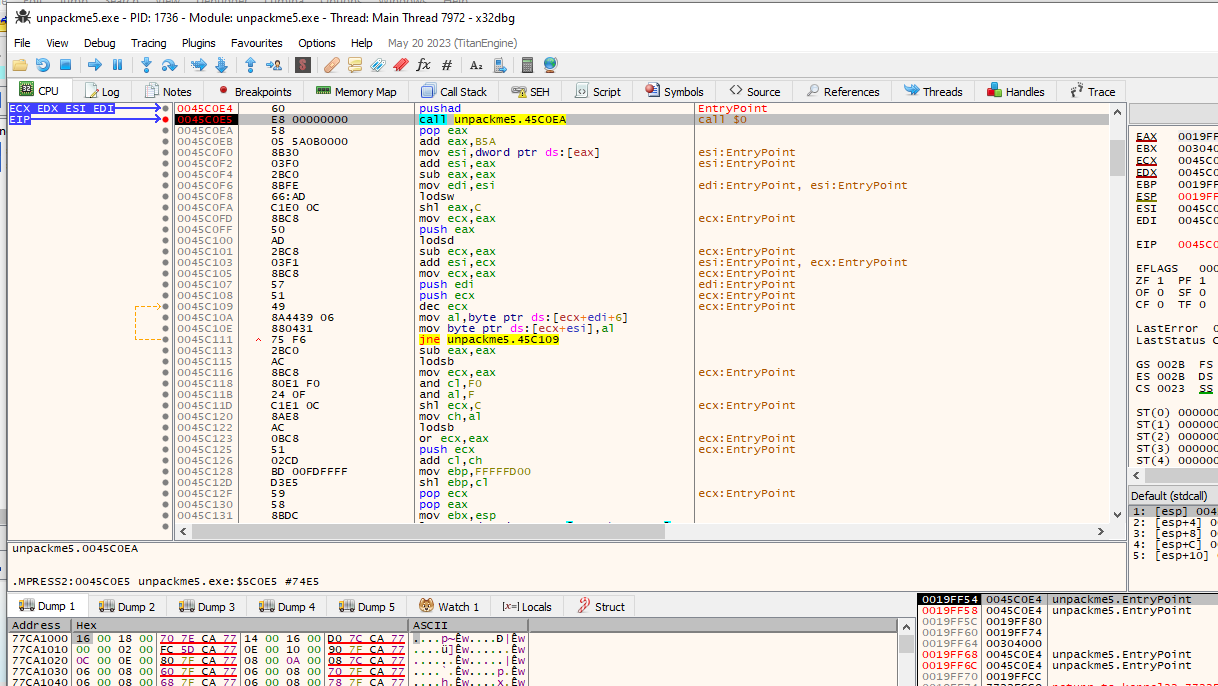 unpackme5.exe - PID: 1736 - Module: unpackme5.exe - Thread: Main Thread 7972 - x32dbg
File View Debug Tracing Plugins Favourites Options Help May 20 2023 (TitanEngine)
CPU Log Notes Breakpoints Memory Map Call Stack SEH Script Symbols Source References Threads Handles Trace
ECX EDX ESI EDI
EIP
0045C0E4 60 pushad EntryPoint
0045C0E5 E8 00000000 call unpackme5.45C0EA call $0
0045C0EA 58 pop eax
0045C0EB 05 5A0B0000 add eax,B5A
0045C0F0 8B30 mov esi,dword ptr ds:[eax] esi:EntryPoint
0045C0F2 03F0 add esi,eax esi:EntryPoint
0045C0F4 2BC0 sub eax,eax
0045C0F6 8BFE mov edi,esi edi:EntryPoint, esi:EntryPoint
0045C0F8 66:AD lodsw
0045C0FA C1E0 0C shl eax,C
0045C0FD 8BC8 mov ecx,eax ecx:EntryPoint
0045C0FF 50 push eax
0045C100 AD lodsd
0045C101 2BC8 sub ecx,eax ecx:EntryPoint
0045C103 03F1 add esi,ecx esi:EntryPoint, ecx:EntryPoint
0045C105 8BC8 mov ecx,eax ecx:EntryPoint
0045C107 57 push edi edi:EntryPoint
0045C108 51 push ecx ecx:EntryPoint
0045C109 49 dec ecx ecx:EntryPoint
0045C10A 8A4439 06 mov al,byte ptr ds:[ecx+edi+6]
0045C10E 880431 mov byte ptr ds:[ecx+esi],al
0045C111 75 F6 jne unpackme5.45C109
0045C113 2BC0 sub eax,eax
0045C115 AC lodsb
0045C116 8BC8 mov ecx,eax ecx:EntryPoint
0045C118 80E1 F0 and cl,F0
0045C11B 24 0F and al,F
0045C11D C1E1 0C shl ecx,C ecx:EntryPoint
0045C120 8AE8 mov ch,al
0045C122 AC lodsb
0045C123 0BC8 or ecx,eax ecx:EntryPoint
0045C125 51 push ecx ecx:EntryPoint
0045C126 02CD add cl,ch
0045C128 BD 00FDFFFF mov ebp,FFFFFD00
0045C12D D3E5 shl ebp,cl
0045C12F 59 pop ecx ecx:EntryPoint
0045C130 58 pop eax
0045C131 8BDC mov ebx,esp
EAX 0019FF
EBX 003040
ECX 0045C0
EDX 0045C0
EBP 0019FF
ESP 0019FF
ESI 0045C0
EDI 0045C0
EIP 0045C0
EFLAGS 000
ZF 1 PF 1
OF 0 SF 0
CF 0 TF 0
LastError 0
LastStatus C
GS 002B FS
ES 002B DS
CS 0023 SS
ST(0) 000000
ST(1) 000000
ST(2) 000000
ST(3) 000000
ST(4) 000000
Default (stdcall)
1: [esp] 004
2: [esp+4] 0
3: [esp+8] 0
4: [esp+C] 0
5: [esp+10]
unpackme5.0045C0EA
.MPRESS2:0045C0E5 unpackme5.exe:$5C0E5 #74E5
Dump 1 Dump 2 Dump 3 Dump 4 Dump 5 Watch 1 [x=] Locals Struct
Address Hex ASCII
77CA1000 16 00 18 00 70 7E CA 77 14 00 16 00 D0 7C CA 77 ....p~Êw....Ð|Êw
77CA1010 00 00 02 00 FC 5D CA 77 0E 00 10 00 90 7F CA 77 ....ü]Êw......Êw
77CA1020 0C 00 0E 00 80 7F CA 77 08 00 0A 00 08 7C CA 77 ......Êw.....|Êw
77CA1030 06 00 08 00 60 7F CA 77 06 00 08 00 70 7F CA 77 ....`.Êw....p.Êw
77CA1040 06 00 08 00 68 7F CA 77 06 00 08 00 78 7F CA 77 ....h.Êw....x.Êw
0019FF54 0045C0E4 unpackme5.EntryPoint
0019FF58 0045C0E4 unpackme5.EntryPoint
0019FF5C 0019FF80
0019FF60 0019FF74
0019FF64 00304000
0019FF68 0045C0E4 unpackme5.EntryPoint
0019FF6C 0045C0E4 unpackme5.EntryPoint
0019FF70 0019FFCC